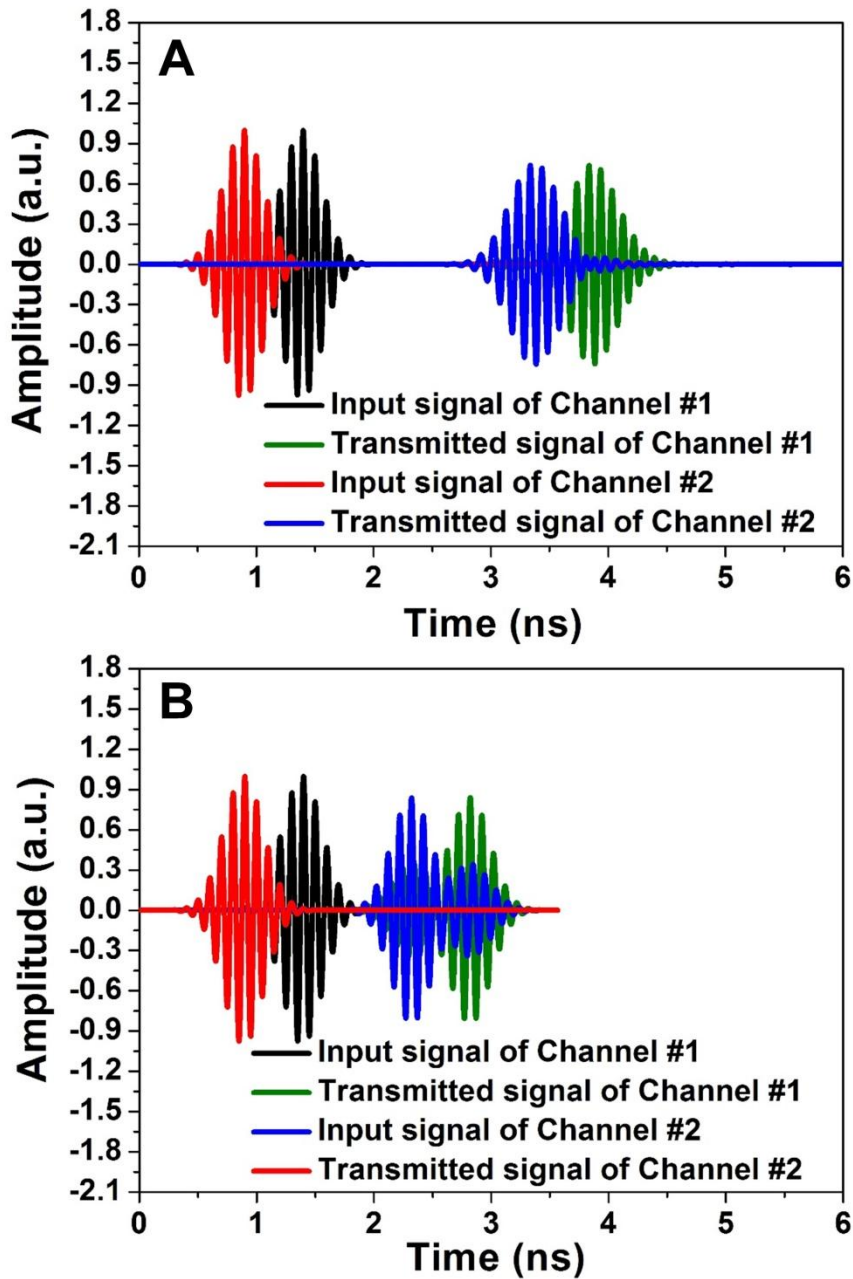 A
Amplitude (a.u.)
1.8
1.5
1.2
0.9
0.6
0.3
0.0
-0.3
-0.6
-0.9
-1.2
-1.5
-1.8
-2.1
Input signal of Channel #1
Transmitted signal of Channel #1
Input signal of Channel #2
Transmitted signal of Channel #2
0 1 2 3 4 5 6
Time (ns)
B
Amplitude (a.u.)
1.8
1.5
1.2
0.9
0.6
0.3
0.0
-0.3
-0.6
-0.9
-1.2
-1.5
-1.8
-2.1
Input signal of Channel #1
Transmitted signal of Channel #1
Input signal of Channel #2
Transmitted signal of Channel #2
0 1 2 3 4 5 6
Time (ns)